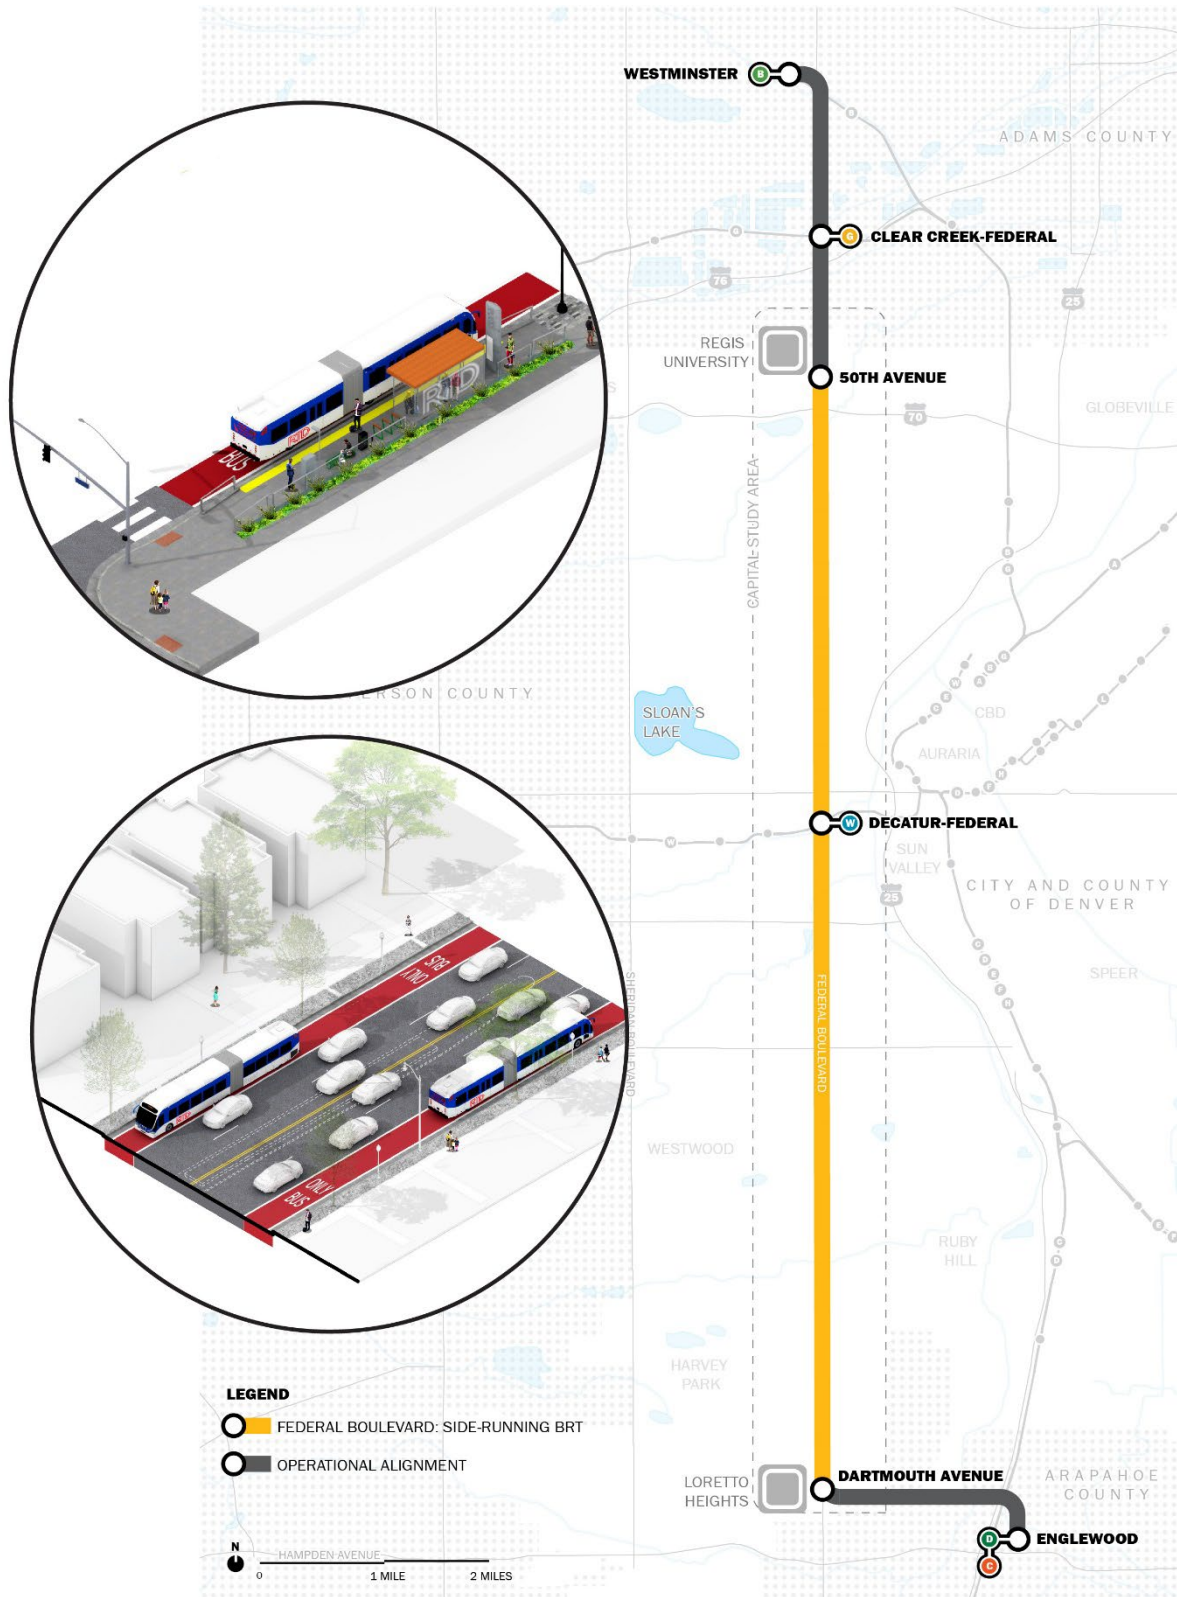 WESTMINSTER
B
B
ADAMS COUNTY
G
G
CLEAR CREEK-FEDERAL
76
25
REGIS
UNIVERSITY
50TH AVENUE
GLOBEVILLE
70
CAPITAL STUDY AREA
RTD
BUS
B
G
A
SLOAN'S
LAKE
CBD
AURARIA
C
E
W
A
B
G
L
D
F
H
W
W
DECATUR-FEDERAL
SUN
VALLEY
25
CITY AND COUNTY
OF DENVER
SPEER
C
D
E
F
H
SHERIDAN BOULEVARD
FEDERAL BOULEVARD
BUS
ONLY
BUS
ONLY
WESTWOOD
RUBY
HILL
E
F
C
D
HARVEY
PARK
LEGEND
FEDERAL BOULEVARD: SIDE-RUNNING BRT
OPERATIONAL ALIGNMENT
LORETTO
HEIGHTS
DARTMOUTH AVENUE
ARAPAHOE
COUNTY
D
ENGLEWOOD
C
N
HAMPDEN AVENUE
0
1 MILE
2 MILES